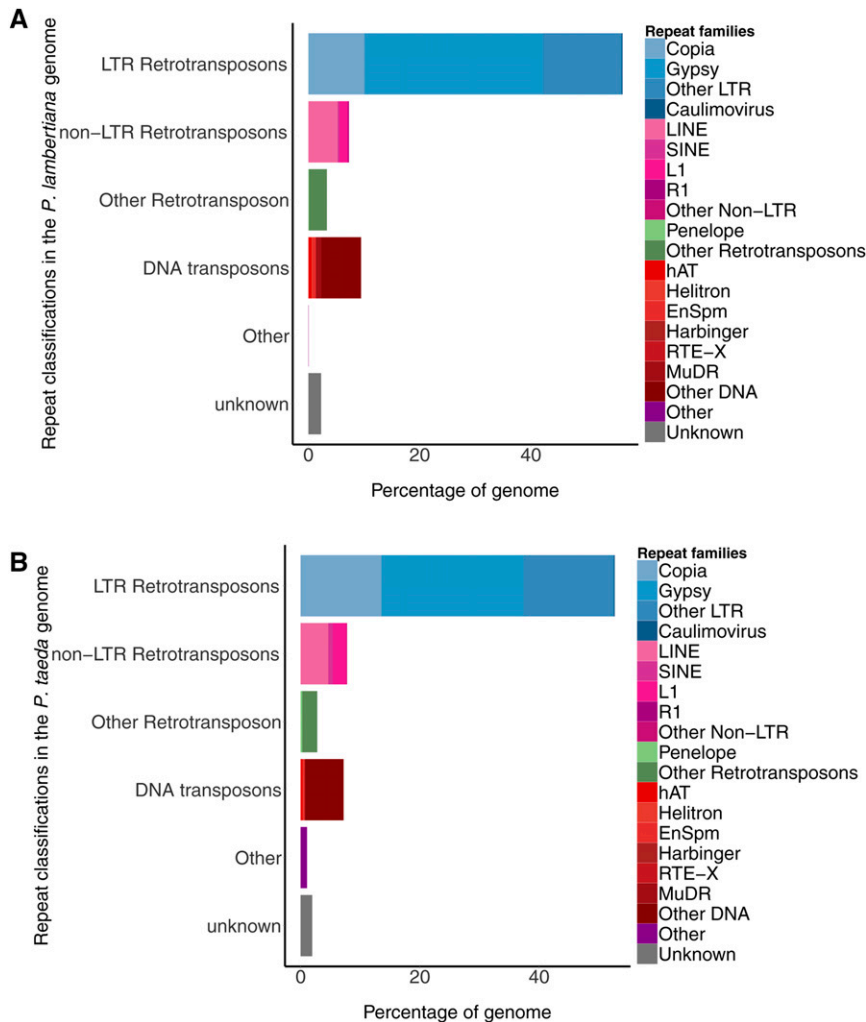 A
Repeat classifications in the P. lambertiana genome
LTR Retrotransposons
non−LTR Retrotransposons
Other Retrotransposon
DNA transposons
Other
unknown
0 20 40
Percentage of genome
Repeat families
Copia
Gypsy
Other LTR
Caulimovirus
LINE
SINE
L1
R1
Other Non−LTR
Penelope
Other Retrotransposons
hAT
Helitron
EnSpm
Harbinger
RTE−X
MuDR
Other DNA
Other
Unknown
B
Repeat classifications in the P. taeda genome
LTR Retrotransposons
non−LTR Retrotransposons
Other Retrotransposon
DNA transposons
Other
unknown
0 20 40
Percentage of genome
Repeat families
Copia
Gypsy
Other LTR
Caulimovirus
LINE
SINE
L1
R1
Other Non−LTR
Penelope
Other Retrotransposons
hAT
Helitron
EnSpm
Harbinger
RTE−X
MuDR
Other DNA
Other
Unknown